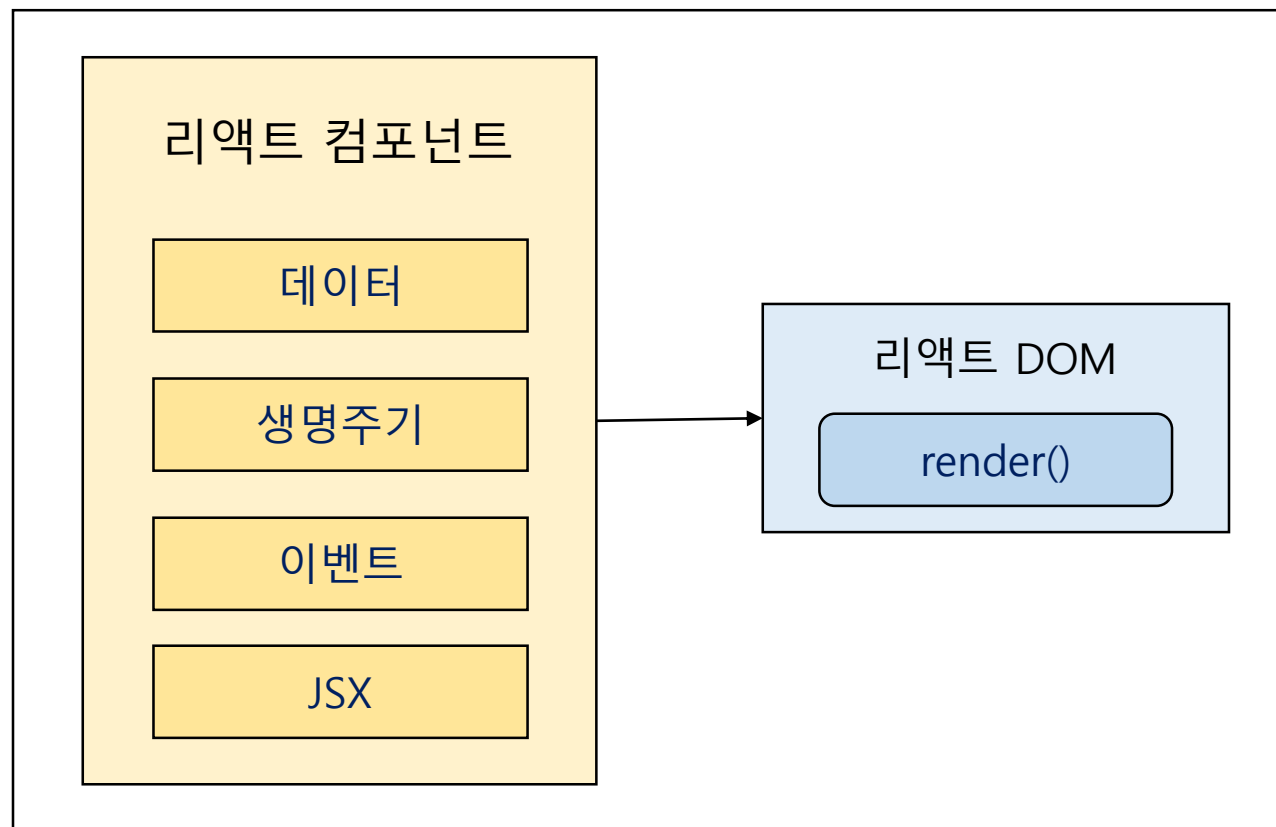 리액트 컴포넌트
데이터
생명주기
이벤트
JSX
리액트 DOM
render()